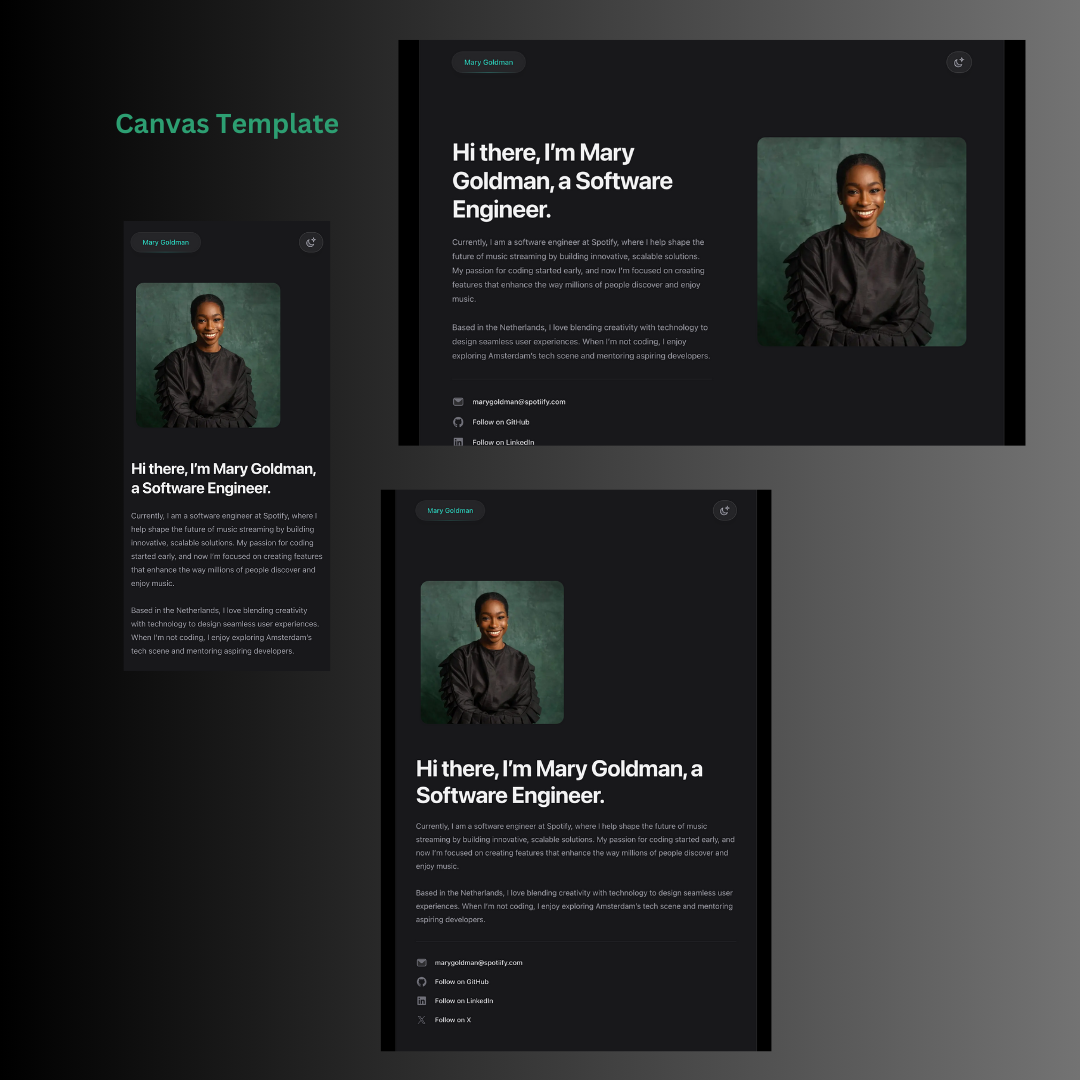 Canvas Template
Mary Goldman
Hi there, I’m Mary Goldman,
a Software Engineer.
Currently, I am a software engineer at Spotify, where I
help shape the future of music streaming by building
innovative, scalable solutions. My passion for coding
started early, and now I’m focused on creating features
that enhance the way millions of people discover and
enjoy music.
Based in the Netherlands, I love blending creativity
with technology to design seamless user experiences.
When I’m not coding, I enjoy exploring Amsterdam’s
tech scene and mentoring aspiring developers.
Mary Goldman
Hi there, I’m Mary
Goldman, a Software
Engineer.
Currently, I am a software engineer at Spotify, where I help shape the
future of music streaming by building innovative, scalable solutions.
My passion for coding started early, and now I’m focused on creating
features that enhance the way millions of people discover and enjoy
music.
Based in the Netherlands, I love blending creativity with technology to
design seamless user experiences. When I’m not coding, I enjoy
exploring Amsterdam’s tech scene and mentoring aspiring developers.
marygoldman@spotiify.com
Follow on GitHub
Follow on LinkedIn
Mary Goldman
Hi there, I’m Mary Goldman, a
Software Engineer.
Currently, I am a software engineer at Spotify, where I help shape the future of music
streaming by building innovative, scalable solutions. My passion for coding started early, and
now I’m focused on creating features that enhance the way millions of people discover and
enjoy music.
Based in the Netherlands, I love blending creativity with technology to design seamless user
experiences. When I’m not coding, I enjoy exploring Amsterdam’s tech scene and mentoring
aspiring developers.
marygoldman@spotiify.com
Follow on GitHub
Follow on LinkedIn
Follow on X